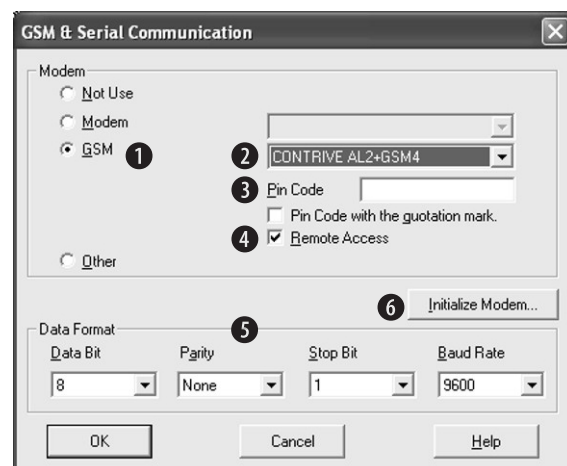 GSM & Serial Communication
Modem
Not Use
Modem
GSM 1 2 CONTRIVE AL2+GSM4
3 Pin Code
Pin Code with the guotation mark.
4 Remote Access
Other
6 Initialize Modem...
Data Format 5
Data Bit Parity Stop Bit Baud Rate
8 None 1 9600
OK Cancel Help